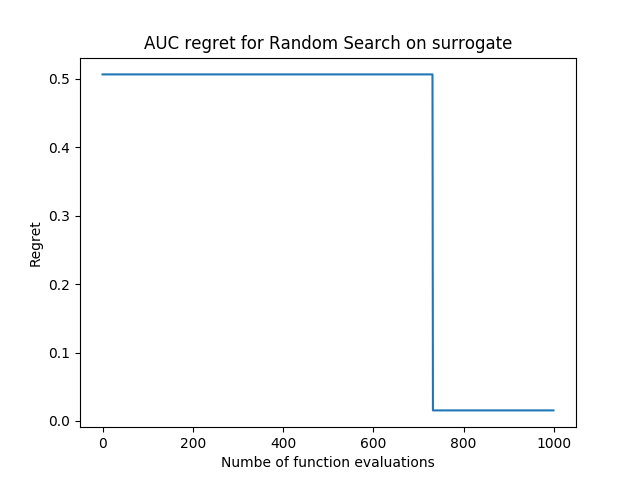 AUC regret for Random Search on surrogate
0.5
0.4
0.3
0.2
0.1
0.0
Regret
0 200 400 600 800 1000
Numbe of function evaluations